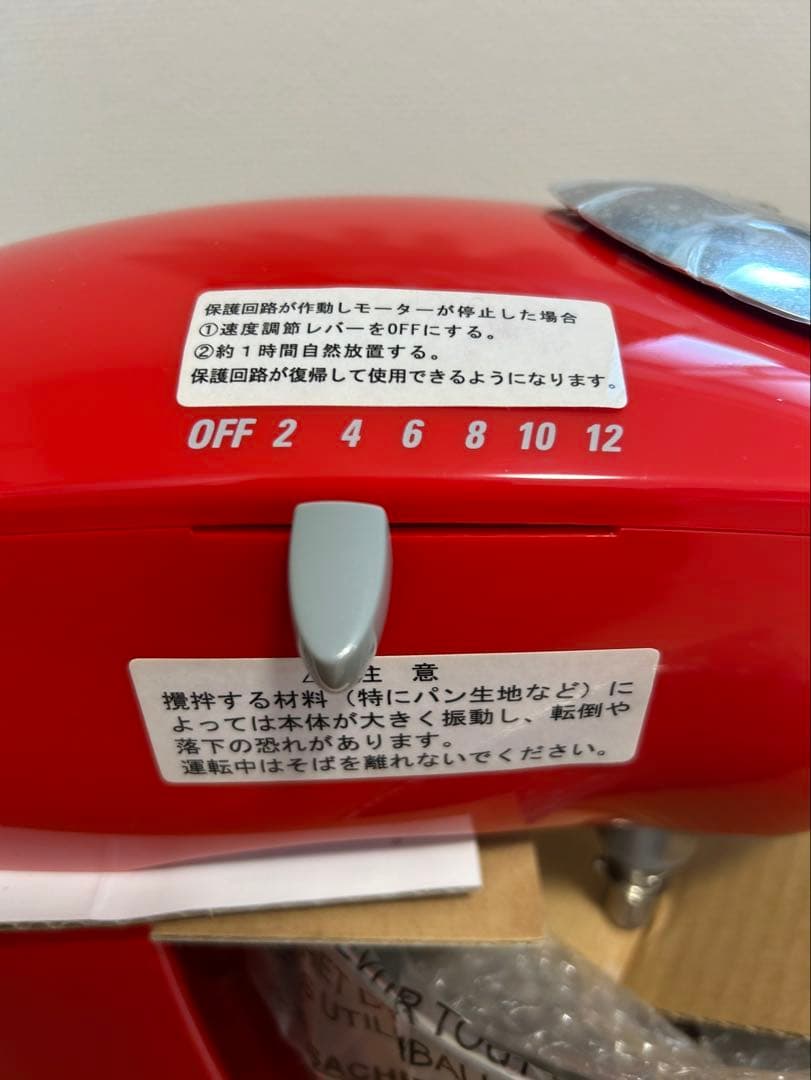 保護回路が作動しモーターが停止した場合
①速度調節レバーをOFFにする。
②約1時間自然放置する。
保護回路が復帰して使用できるようになります。
OFF 2 4 6 8 10 12
注 意
攪拌する材料（特にパン生地など）に
よっては本体が大きく振動し、転倒や
落下の恐れがあります。
運転中はそばを離れないでください。
TOUT
UTILI